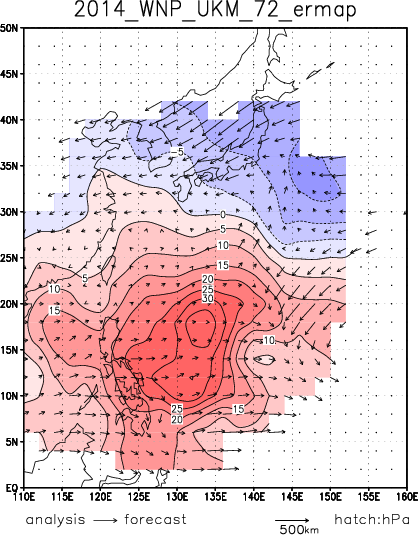 2014_WNP_UKM_72_ermap
50N
45N
40N
35N
30N
25N
20N
15N
10N
5N
EQ
-5
0
5
10
15
20
25
30
5
10
15
10
25
20
15
110E 115E 120E 125E 130E 135E 140E 145E 150E 155E 160E
analysis → forecast 500km hatch:hPa